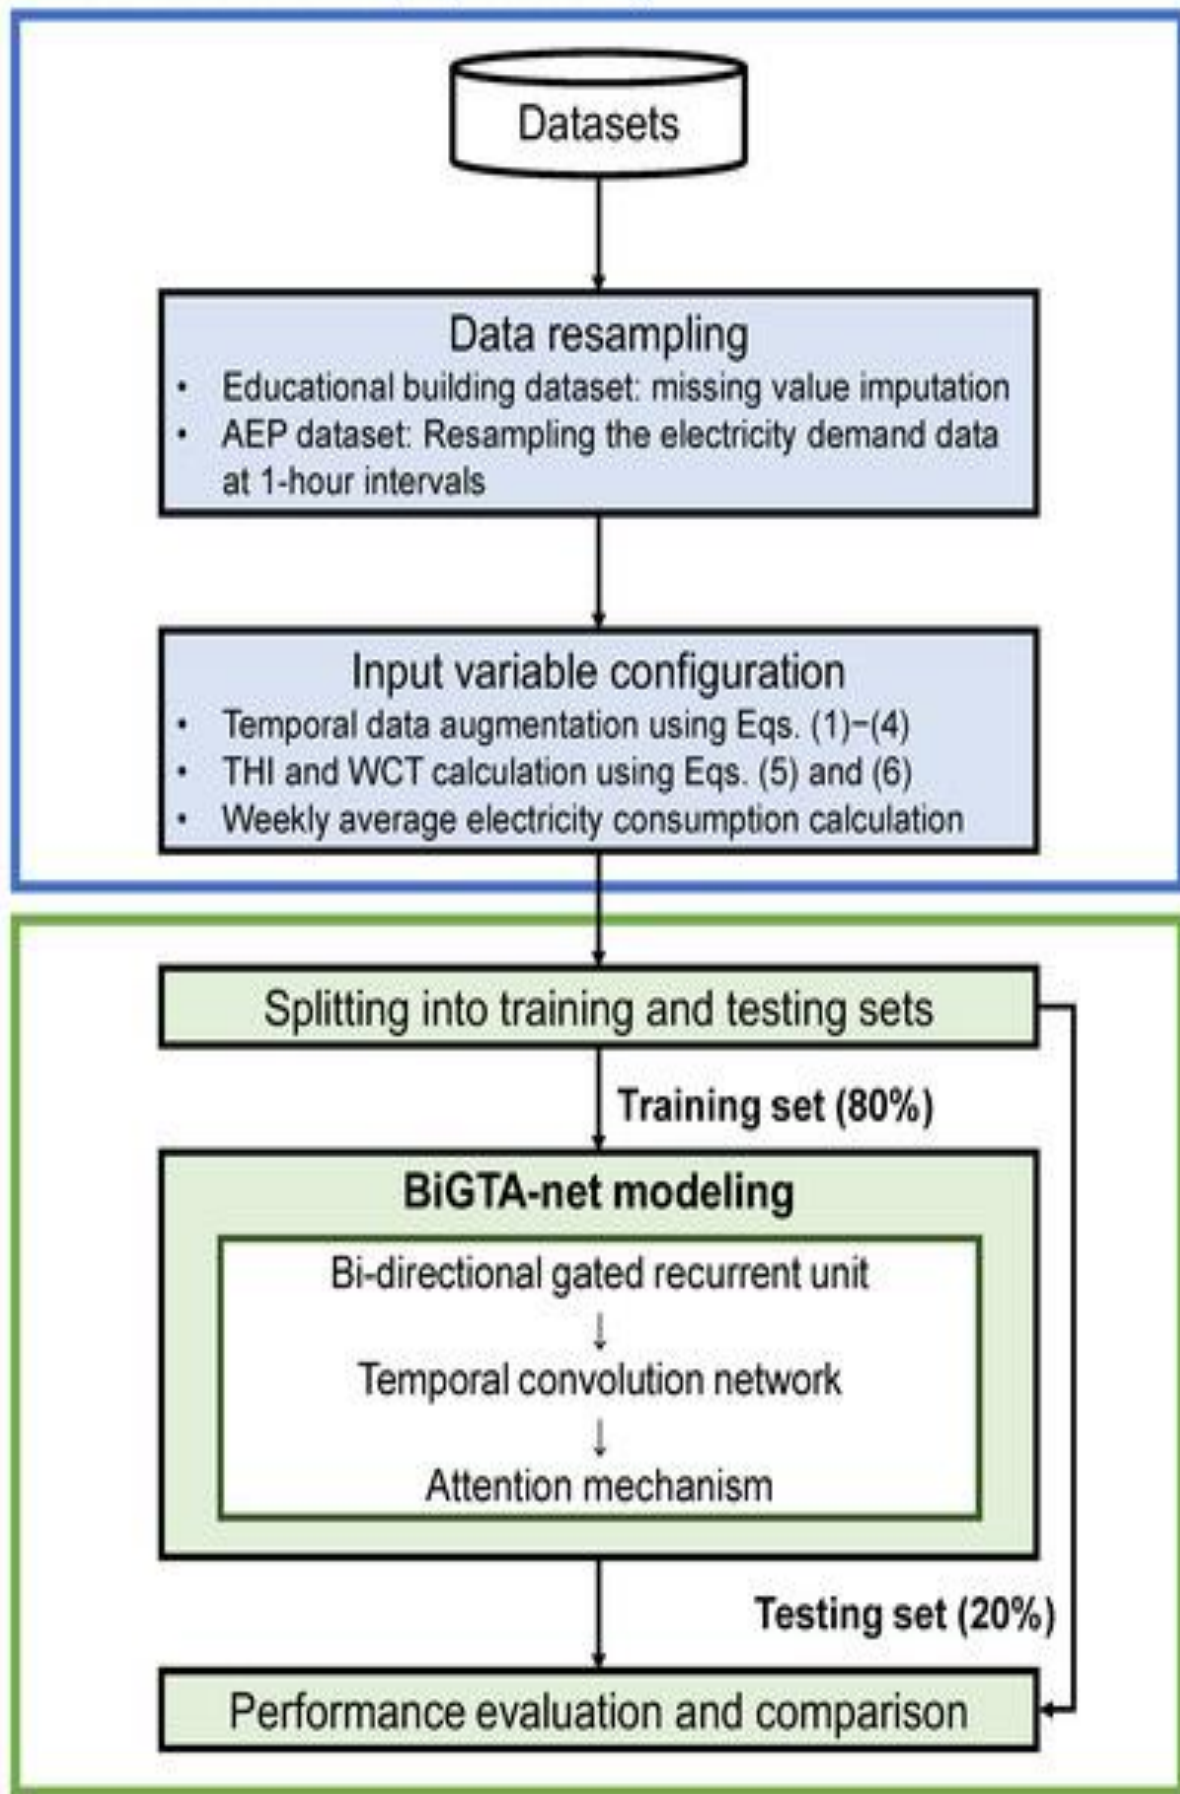 Datasets
Data resampling
• Educational building dataset: missing value imputation
• AEP dataset: Resampling the electricity demand data
at 1-hour intervals
Input variable configuration
• Temporal data augmentation using Eqs. (1)−(4)
• THI and WCT calculation using Eqs. (5) and (6)
• Weekly average electricity consumption calculation
Splitting into training and testing sets
Training set (80%)
BiGTA-net modeling
Bi-directional gated recurrent unit
↓
Temporal convolution network
↓
Attention mechanism
Testing set (20%)
Performance evaluation and comparison